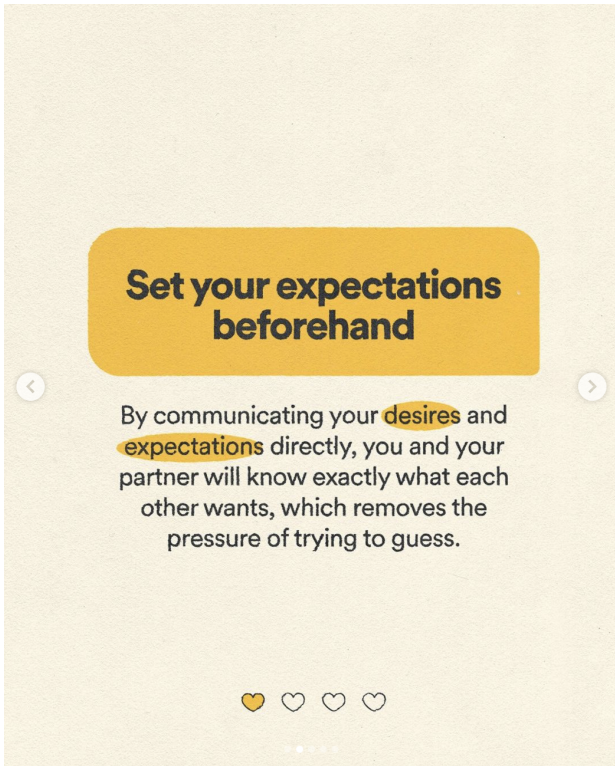 Set your expectations
beforehand
By communicating your desires and
expectations directly, you and your
partner will know exactly what each
other wants, which removes the
pressure of trying to guess.